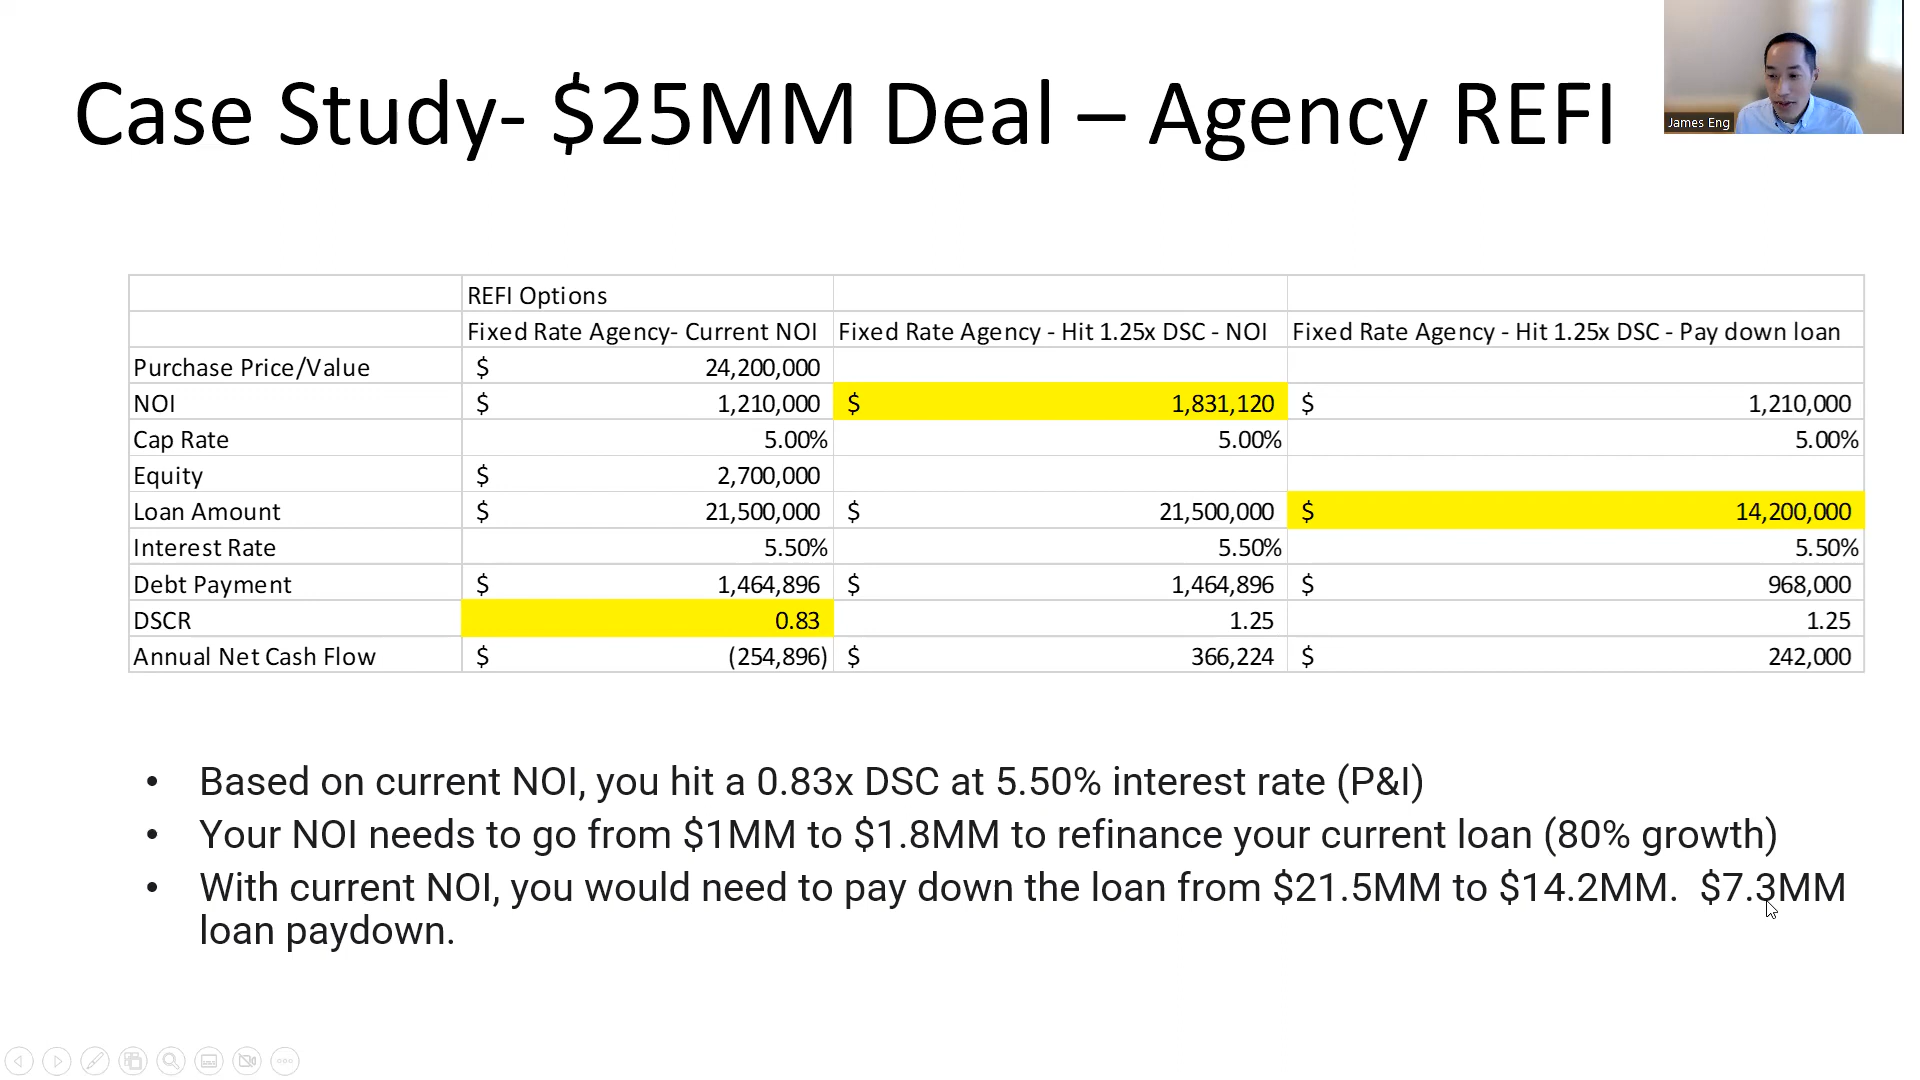 Case Study- $25MM Deal – Agency REFI
James Eng
REFI Options
Fixed Rate Agency- Current NOI Fixed Rate Agency - Hit 1.25x DSC - NOI Fixed Rate Agency - Hit 1.25x DSC - Pay down loan
Purchase Price/Value $ 24,200,000
NOI $ 1,210,000 $ 1,831,120 $ 1,210,000
Cap Rate 5.00% 5.00% 5.00%
Equity $ 2,700,000
Loan Amount $ 21,500,000 $ 21,500,000 $ 14,200,000
Interest Rate 5.50% 5.50% 5.50%
Debt Payment $ 1,464,896 $ 1,464,896 $ 968,000
DSCR 0.83 1.25 1.25
Annual Net Cash Flow $ (254,896) $ 366,224 $ 242,000
• Based on current NOI, you hit a 0.83x DSC at 5.50% interest rate (P&I)
• Your NOI needs to go from $1MM to $1.8MM to refinance your current loan (80% growth)
• With current NOI, you would need to pay down the loan from $21.5MM to $14.2MM. $7.3MM
loan paydown.